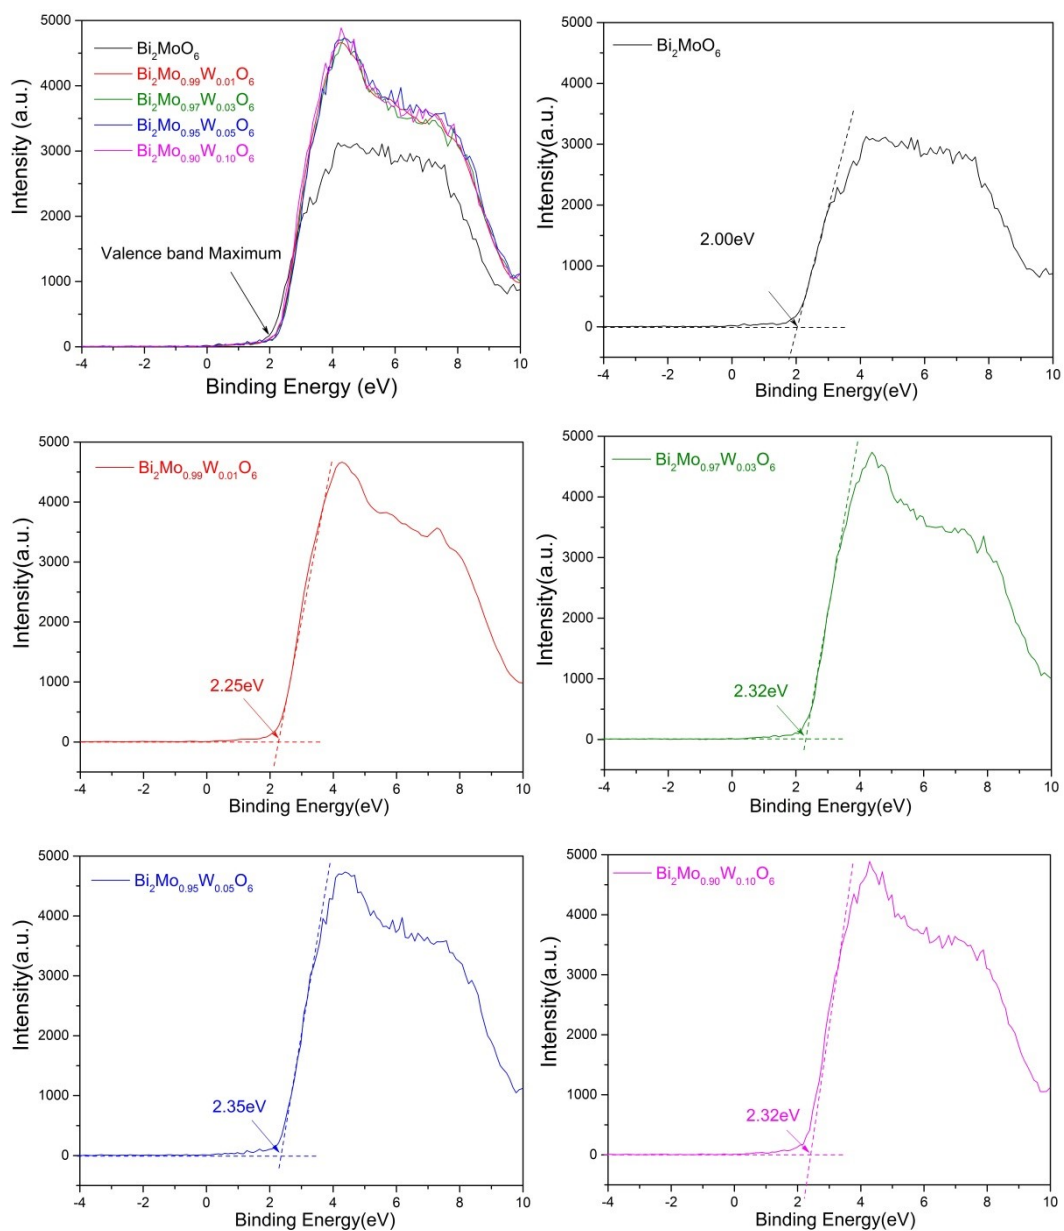 5000
4000
3000
2000
1000
0
Intensity (a.u.)
Bi₂MoO₆
Bi₂Mo₀.₉₉W₀.₀₁O₆
Bi₂Mo₀.₉₇W₀.₀₃O₆
Bi₂Mo₀.₉₅W₀.₀₅O₆
Bi₂Mo₀.₉₀W₀.₁₀O₆
Valence band Maximum
-4 -2 0 2 4 6 8 10
Binding Energy (eV)
5000
4000
3000
2000
1000
0
Intensity(a.u.)
Bi₂MoO₆
2.00eV
-4 -2 0 2 4 6 8 10
Binding Energy(eV)
5000
4000
3000
2000
1000
0
Intensity(a.u.)
Bi₂Mo₀.₉₉W₀.₀₁O₆
2.25eV
-4 -2 0 2 4 6 8 10
Binding Energy(eV)
5000
4000
3000
2000
1000
0
Intensity(a.u.)
Bi₂Mo₀.₉₇W₀.₀₃O₆
2.32eV
-4 -2 0 2 4 6 8 10
Binding Energy(eV)
5000
4000
3000
2000
1000
0
Intensity(a.u.)
Bi₂Mo₀.₉₅W₀.₀₅O₆
2.35eV
-4 -2 0 2 4 6 8 10
Binding Energy(eV)
5000
4000
3000
2000
1000
0
Intensity(a.u.)
Bi₂Mo₀.₉₀W₀.₁₀O₆
2.32eV
-4 -2 0 2 4 6 8 10
Binding Energy(eV)